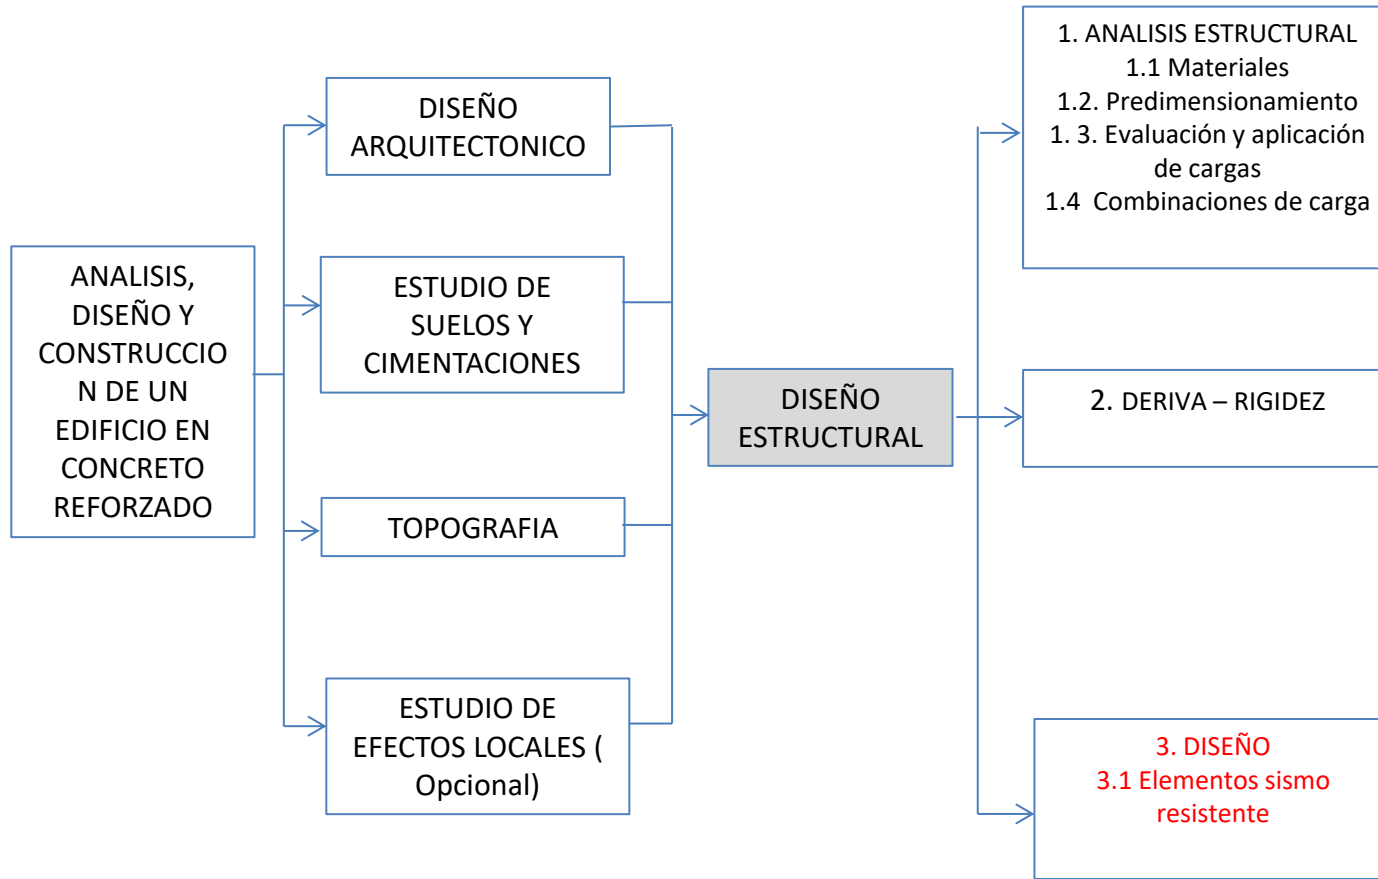 ANALISIS,
DISEÑO Y
CONSTRUCCIO
N DE UN
EDIFICIO EN
CONCRETO
REFORZADO
DISEÑO
ARQUITECTONICO
ESTUDIO DE
SUELOS Y
CIMENTACIONES
TOPOGRAFIA
ESTUDIO DE
EFECTOS LOCALES (
Opcional)
DISEÑO
ESTRUCTURAL
1. ANALISIS ESTRUCTURAL
1.1 Materiales
1.2. Predimensionamiento
1. 3. Evaluación y aplicación
de cargas
1.4 Combinaciones de carga
2. DERIVA – RIGIDEZ
3. DISEÑO
3.1 Elementos sismo
resistente